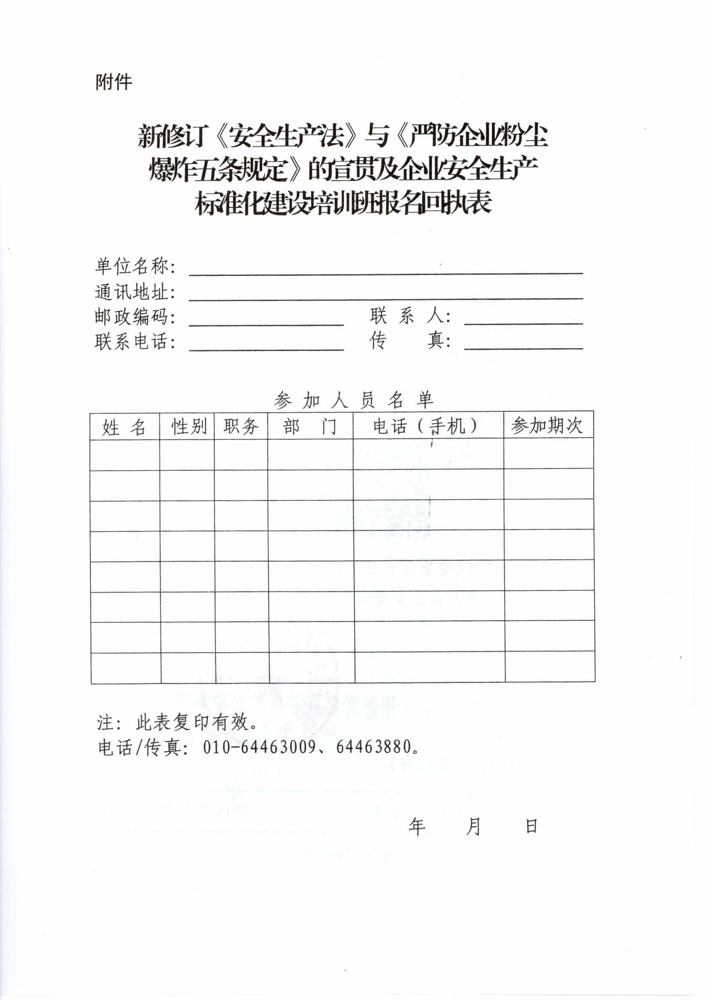 附件
新修订《安全生产法》与《严防企业粉尘
爆炸五条规定》的宣贯及企业安全生产
标准化建设培训班报名回执表
单位名称：
通讯地址：
邮政编码： 联 系 人：
联系电话： 传 真：
参 加 人 员 名 单
姓 名 性别 职务 部 门 电话（手机） 参加期次
注：此表复印有效。
电话/传真：010-64463009、64463880。
年 月 日